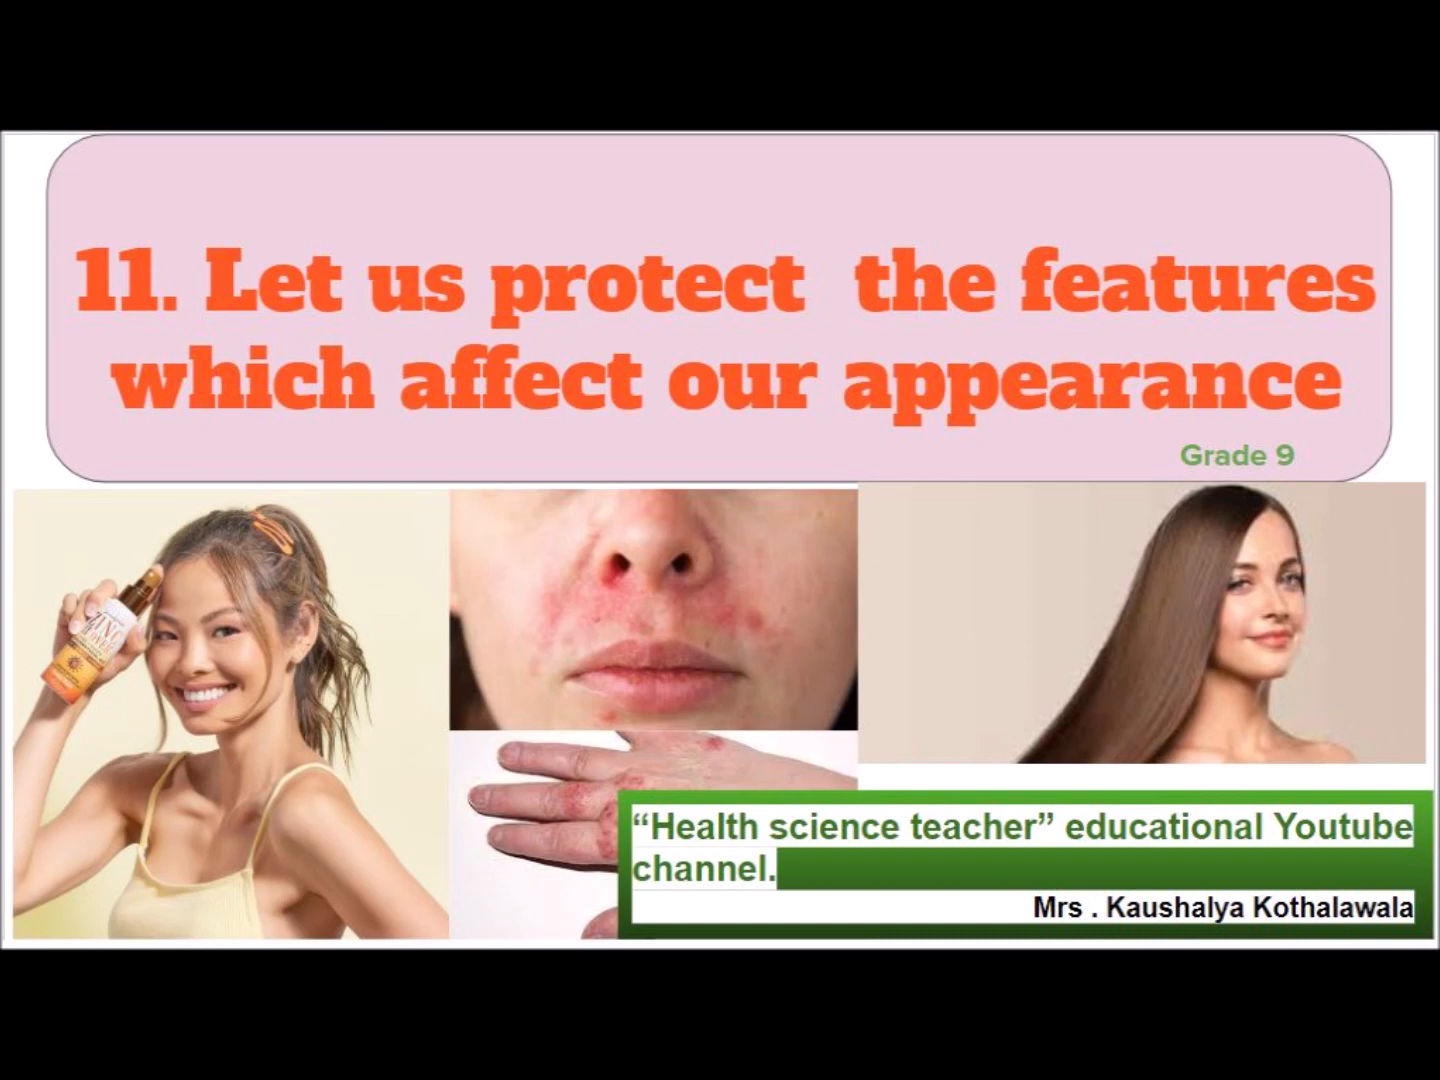 11. Let us protect the features
which affect our appearance
Grade 9
ZINC
“Health science teacher” educational Youtube
channel.
Mrs . Kaushalya Kothalawala